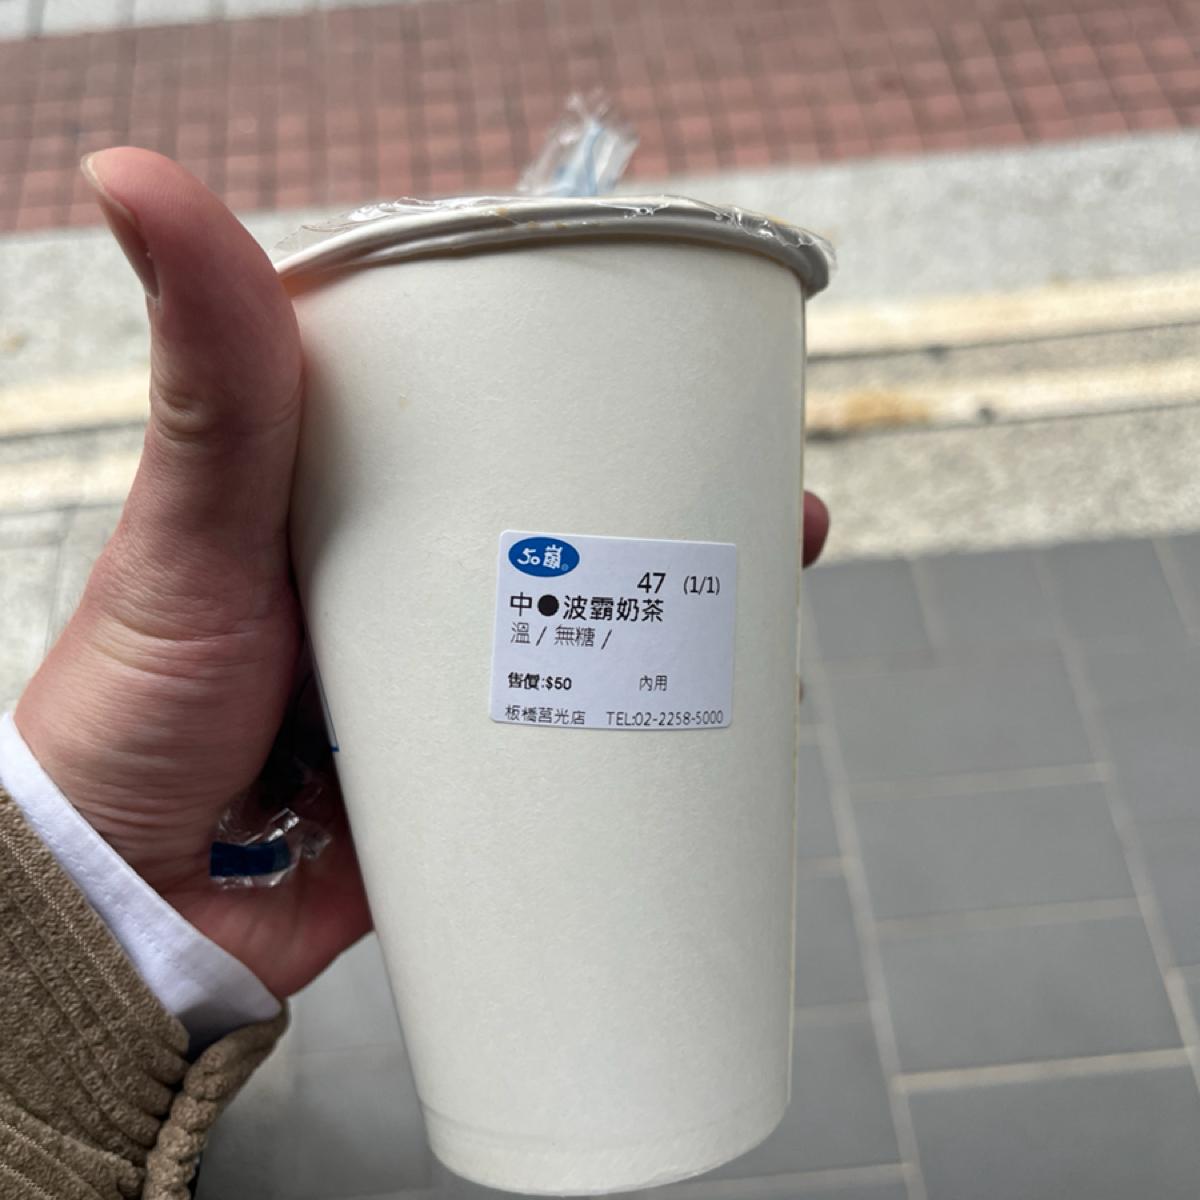 50嵐®
47 (1/1)
中●波霸奶茶
溫 / 無糖 /
售價:$50 內用
板橋莒光店 TEL:02-2258-5000